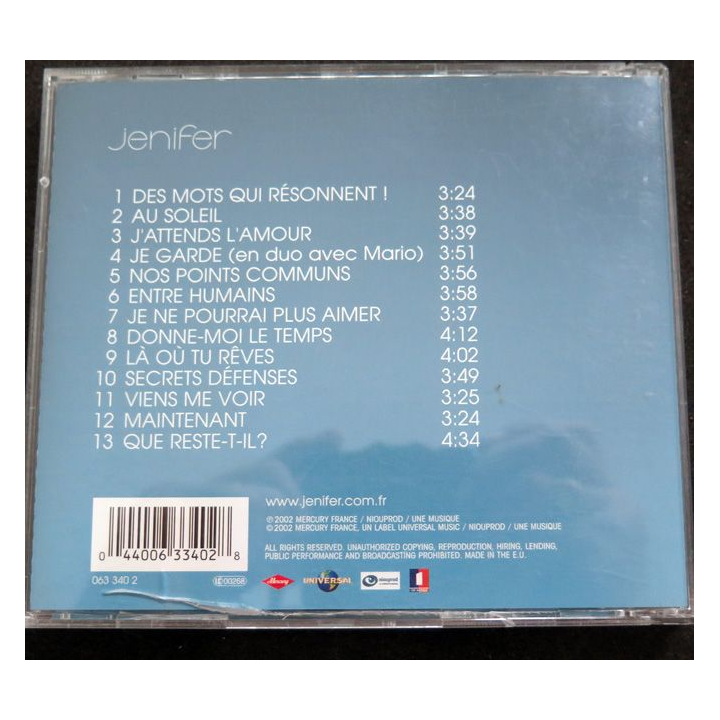 jenifer
1 DES MOTS QUI RÉSONNENT ! 3:24
2 AU SOLEIL 3:38
3 J'ATTENDS L'AMOUR 3:39
4 JE GARDE (en duo avec Mario) 3:51
5 NOS POINTS COMMUNS 3:56
6 ENTRE HUMAINS 3:58
7 JE NE POURRAI PLUS AIMER 3:37
8 DONNE-MOI LE TEMPS 4:12
9 LÀ OÙ TU RÊVES 4:02
10 SECRETS DÉFENSES 3:49
11 VIENS ME VOIR 3:25
12 MAINTENANT 3:24
13 QUE RESTE-T-IL? 4:34
www.jenifer.com.fr
℗ 2002 MERCURY FRANCE / NIOUPROD / UNE MUSIQUE
© 2002 MERCURY FRANCE, UN LABEL UNIVERSAL MUSIC / NIOUPROD / UNE MUSIQUE
ALL RIGHTS RESERVED. UNAUTHORIZED COPYING, REPRODUCTION, HIRING, LENDING,
PUBLIC PERFORMANCE AND BROADCASTING PROHIBITED. MADE IN THE E.U.
0 44006 33402 8
063 340 2
LC 00268
Mercury
UNIVERSAL
niouprod
1